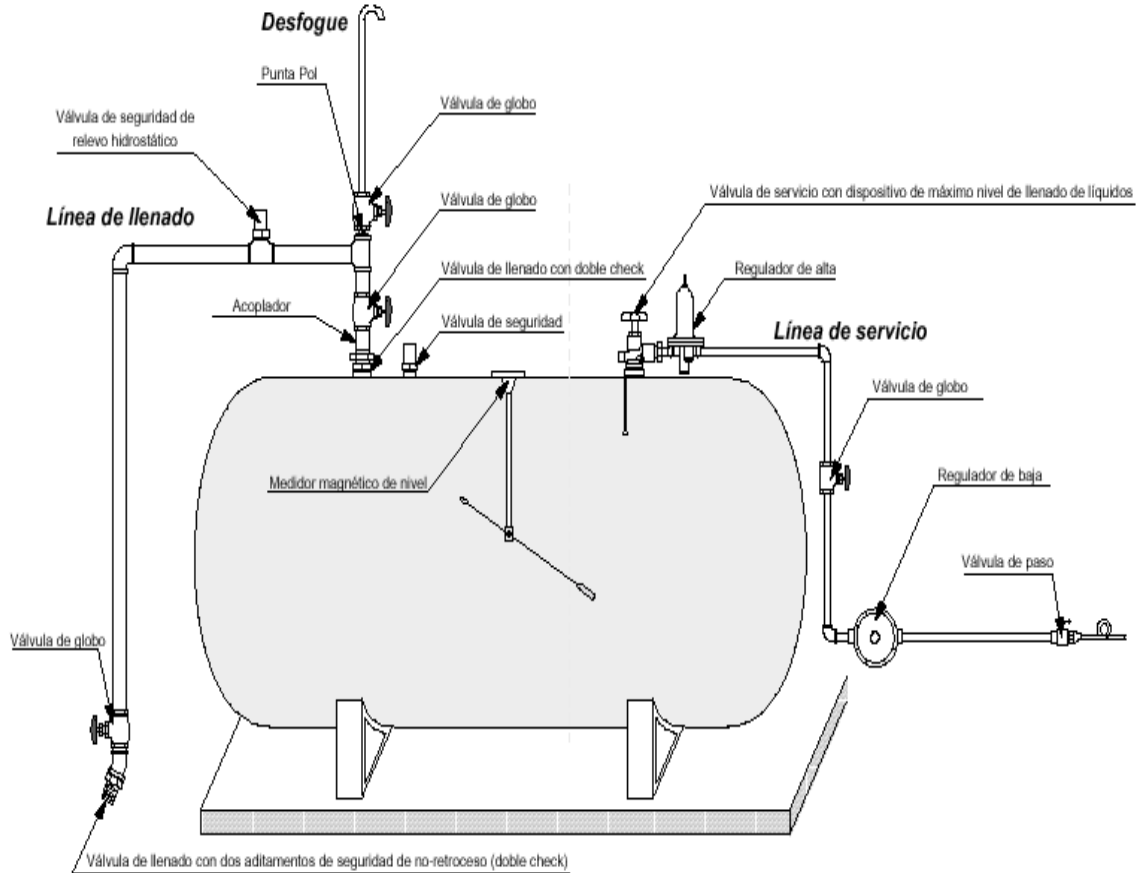 Desfogue
Punta Pol
Válvula de globo
Válvula de seguridad de
relevo hidrostático
Válvula de servicio con dispositivo de máximo nivel de llenado de líquidos
Válvula de globo
Línea de llenado
Válvula de llenado con doble check
Regulador de alta
Acoplador
Válvula de seguridad
Línea de servicio
Válvula de globo
Medidor magnético de nivel
Regulador de baja
Válvula de paso
Válvula de globo
Válvula de llenado con dos aditamentos de seguridad de no-retroceso (doble check)